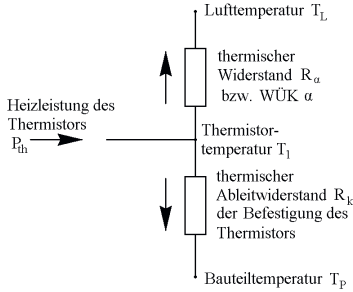 Lufttemperatur T_L
thermischer
Widerstand R_α
bzw. WÜK α
Heizleistung des
Thermistors
P_th
Thermistor-
temperatur T_1
thermischer
Ableitwiderstand R_k
der Befestigung des
Thermistors
Bauteiltemperatur T_P